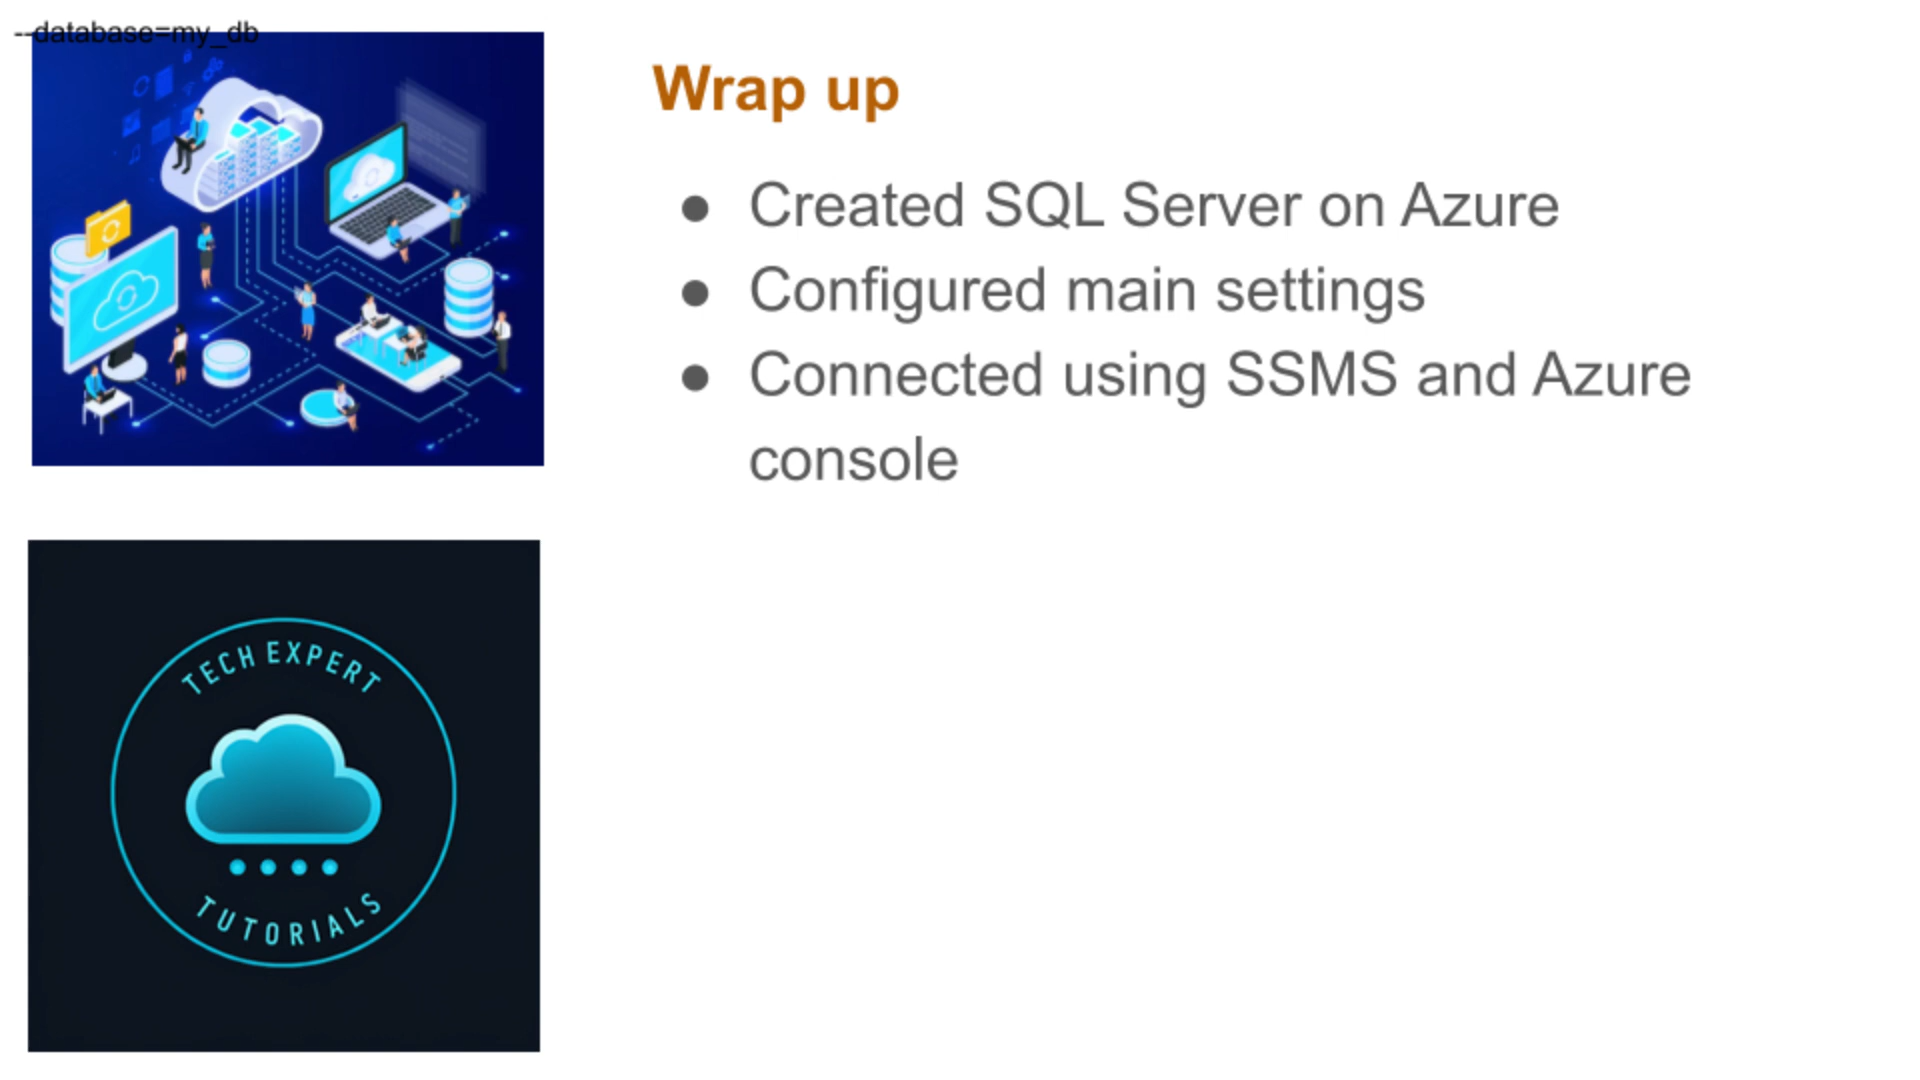 --database=my_db
Wrap up
● Created SQL Server on Azure
● Configured main settings
● Connected using SSMS and Azure
console
TECH EXPERT
TUTORIALS